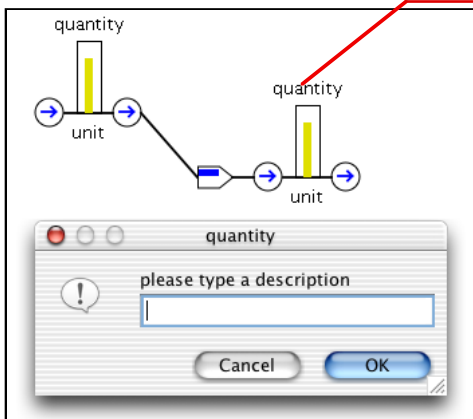 quantity
unit
quantity
unit
quantity
please type a description
Cancel OK